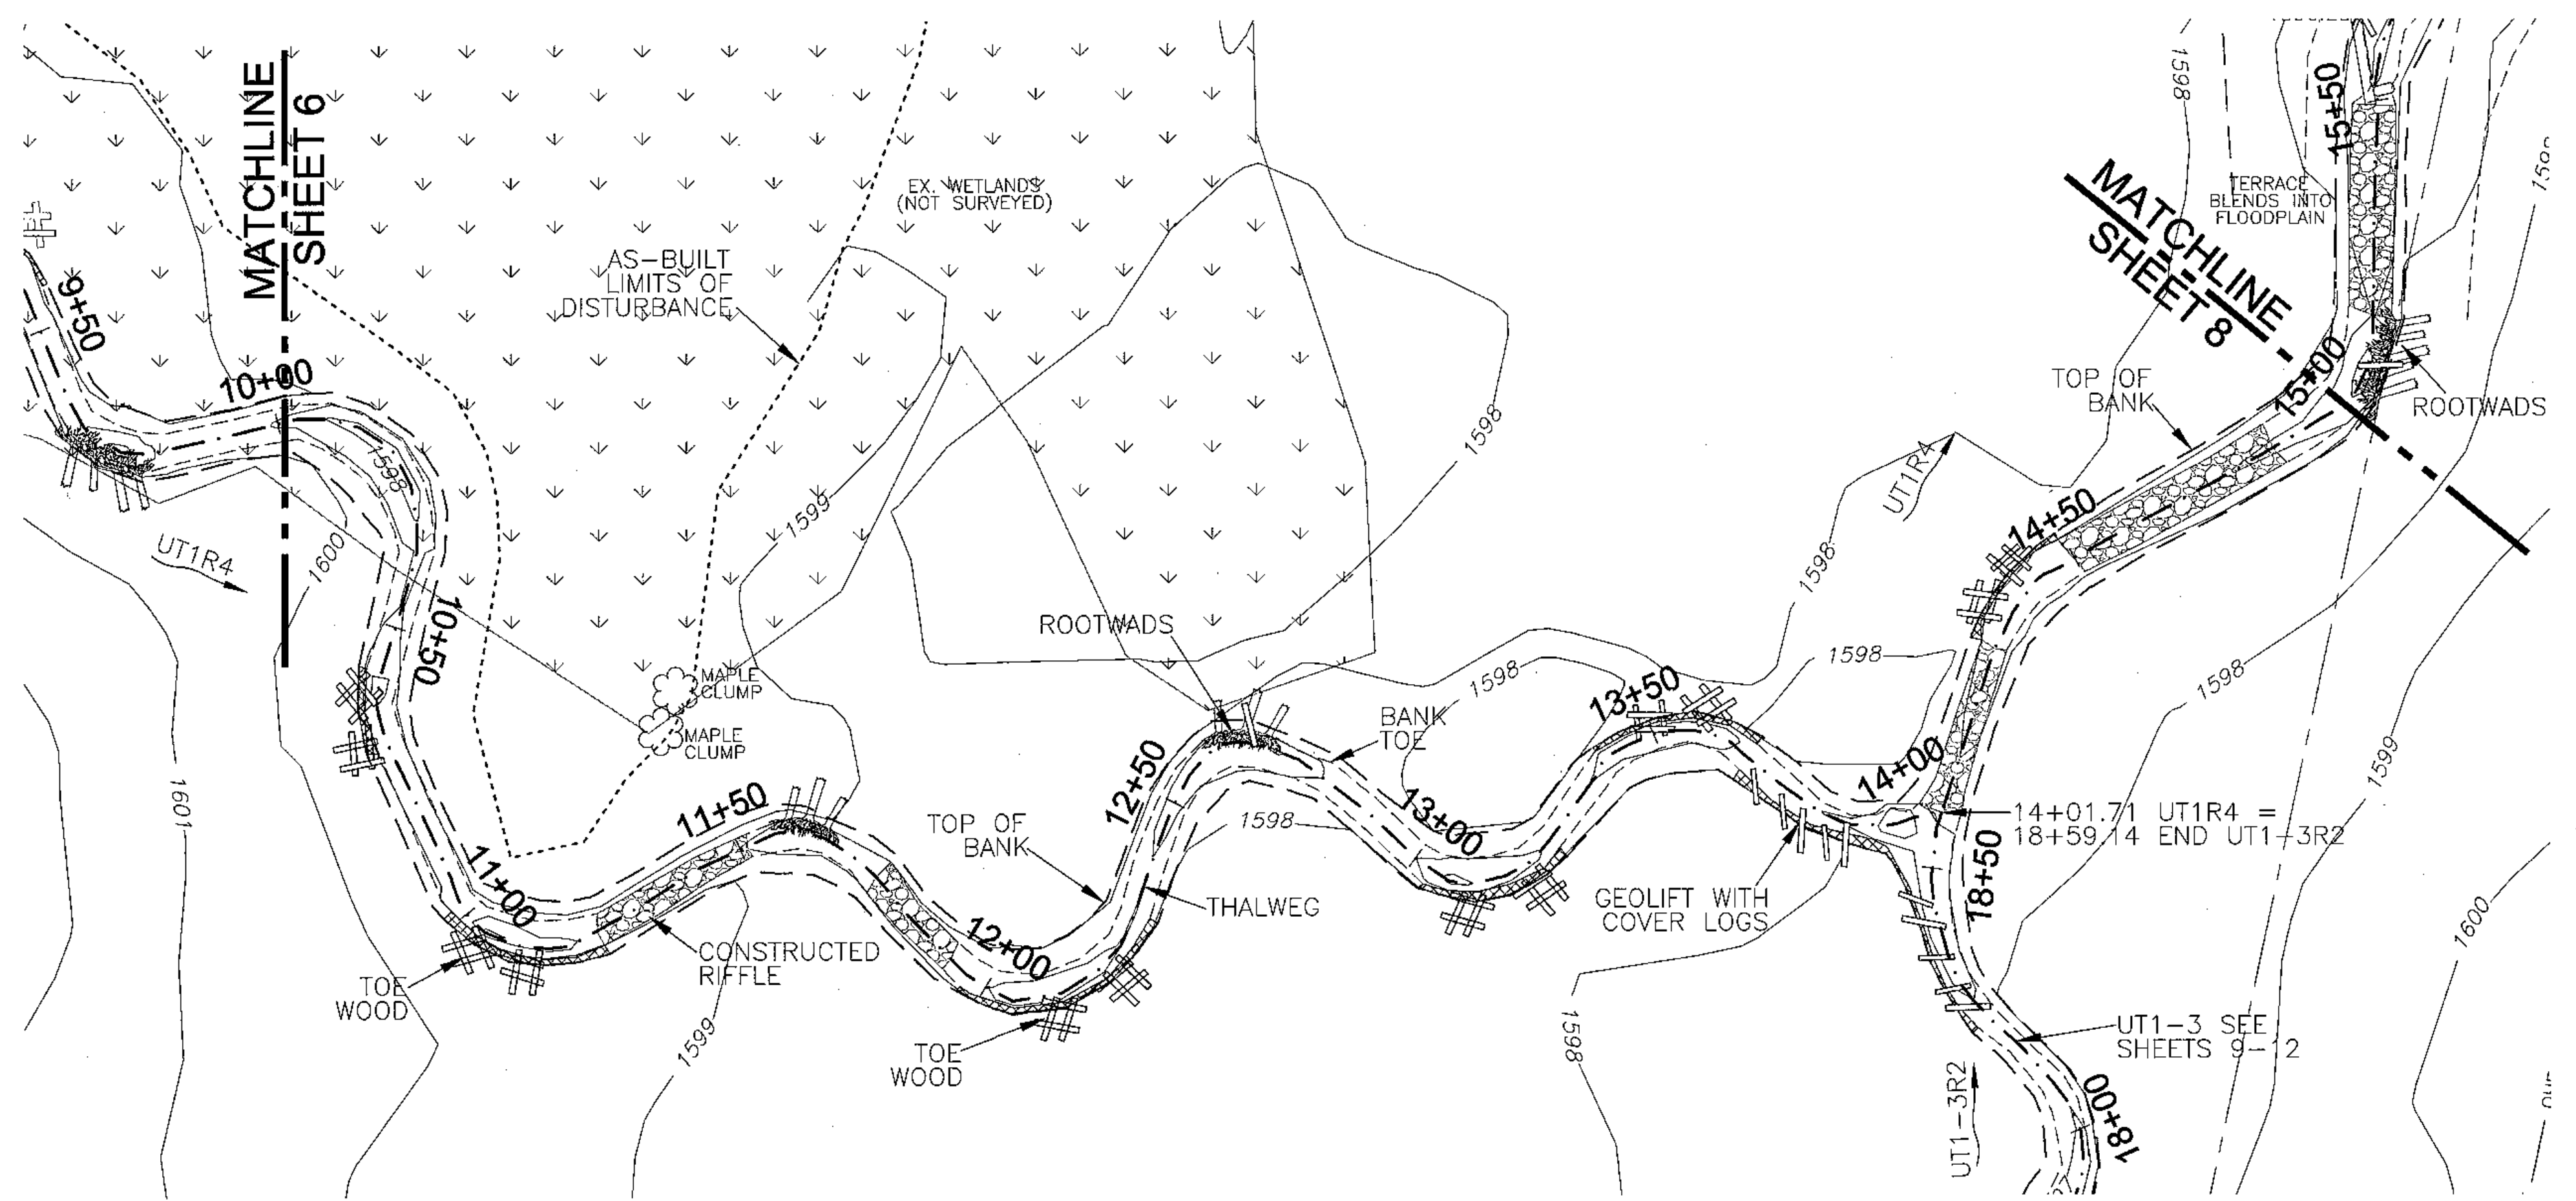 MATCHLINE
SHEET 6
9+50
10+00
UT1R4
1600
1601
1598
10+50
AS-BUILT
LIMITS OF
DISTURBANCE
EX. WETLANDS
(NOT SURVEYED)
1599
MAPLE
CLUMP
MAPLE
CLUMP
11+00
11+50
TOE
WOOD
CONSTRUCTED
RIFFLE
1599
12+00
TOE
WOOD
TOP OF
BANK
12+50
THALWEG
ROOTWADS
1598
1598
BANK
TOE
1598
13+00
13+50
1598
1598
GEOLIFT WITH
COVER LOGS
1598
14+00
14+01.71 UT1R4 =
18+59.14 END UT1-3R2
18+50
UT1-3 SEE
SHEETS 9-12
UT1-3R2
18+00
14+50
UT1R4
TOP OF
BANK
15+00
MATCHLINE
SHEET 8
ROOTWADS
TERRACE
BLENDS INTO
FLOODPLAIN
15+50
1598
1598
1599
1600